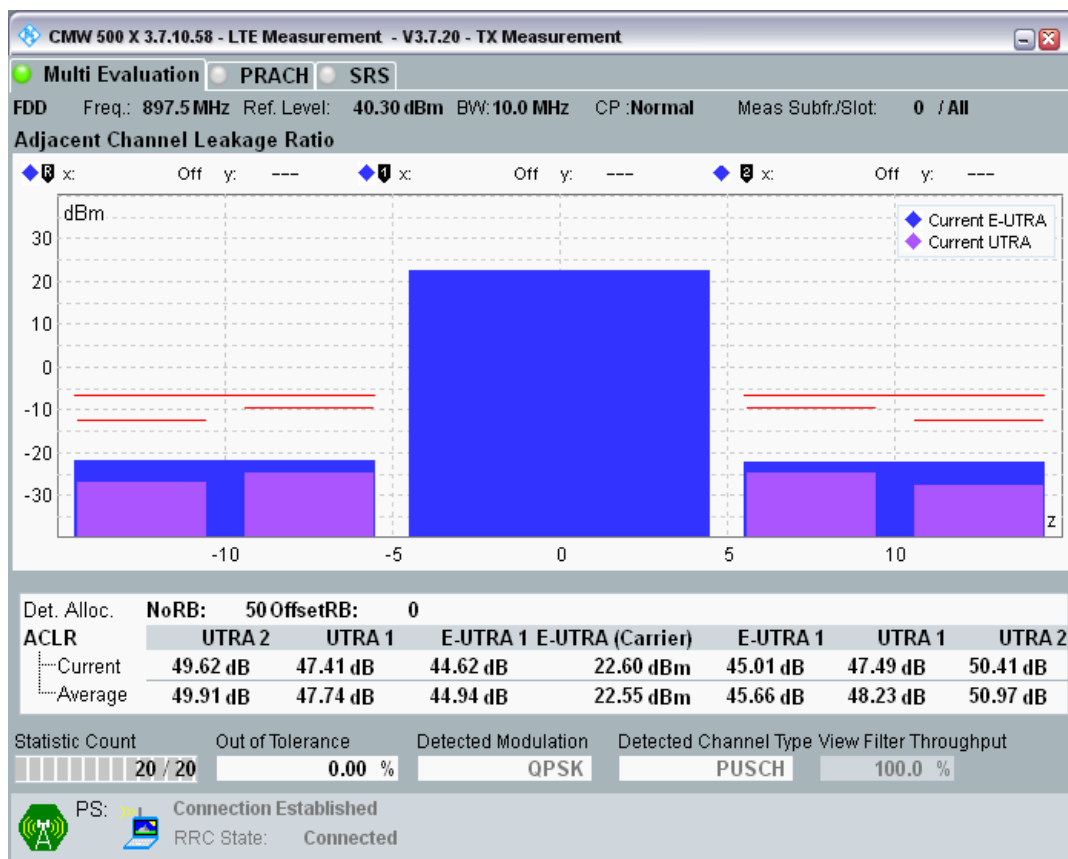 CMW 500 X 3.7.10.58 - LTE Measurement - V3.7.20 - TX Measurement
Multi Evaluation PRACH SRS
FDD Freq.: 897.5 MHz Ref. Level: 40.30 dBm BW: 10.0 MHz CP :Normal Meas Subfr./Slot: 0 / All
Adjacent Channel Leakage Ratio
R x: Off y: --- 1 x: Off y: --- 2 x: Off y: ---
dBm
Current E-UTRA
Current UTRA
30
20
10
0
-10
-20
-30
z
-10 -5 0 5 10
Det. Alloc. NoRB: 50 OffsetRB: 0
ACLR UTRA 2 UTRA 1 E-UTRA 1 E-UTRA (Carrier) E-UTRA 1 UTRA 1 UTRA 2
Current 49.62 dB 47.41 dB 44.62 dB 22.60 dBm 45.01 dB 47.49 dB 50.41 dB
Average 49.91 dB 47.74 dB 44.94 dB 22.55 dBm 45.66 dB 48.23 dB 50.97 dB
Statistic Count Out of Tolerance Detected Modulation Detected Channel Type View Filter Throughput
20 / 20 0.00 % QPSK PUSCH 100.0 %
PS: Connection Established
RRC State: Connected